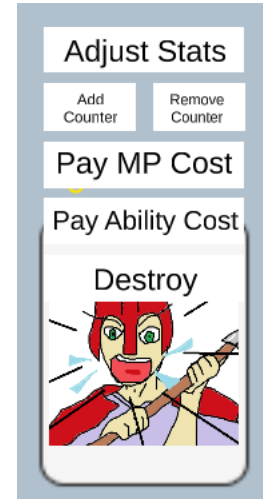 Adjust Stats
Add Remove
Counter Counter
Pay MP Cost
Pay Ability Cost
Destroy